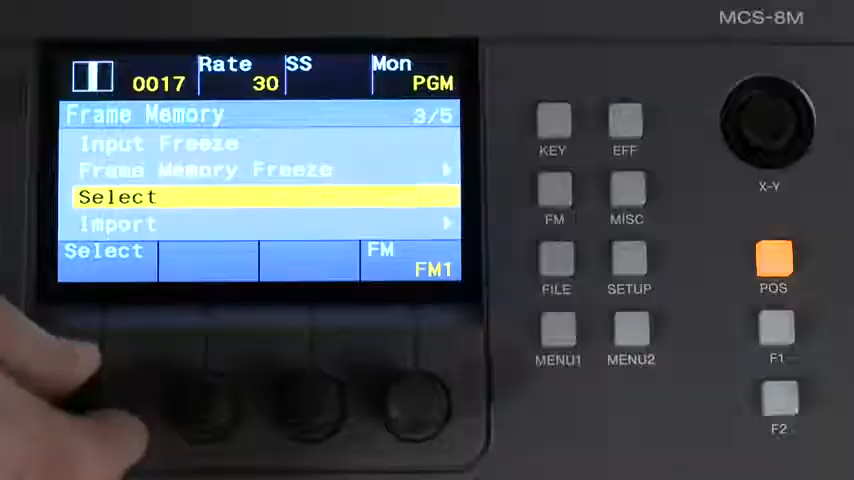 MCS-8M
Rate SS Mon
0017 30 PGM
Frame Memory 3/5
Input Freeze
Frame Memory Freeze
Select
Import
Select FM
FM1
KEY EFF
X-Y
FM MISC
FILE SETUP POS
MENU1 MENU2 F1
F2